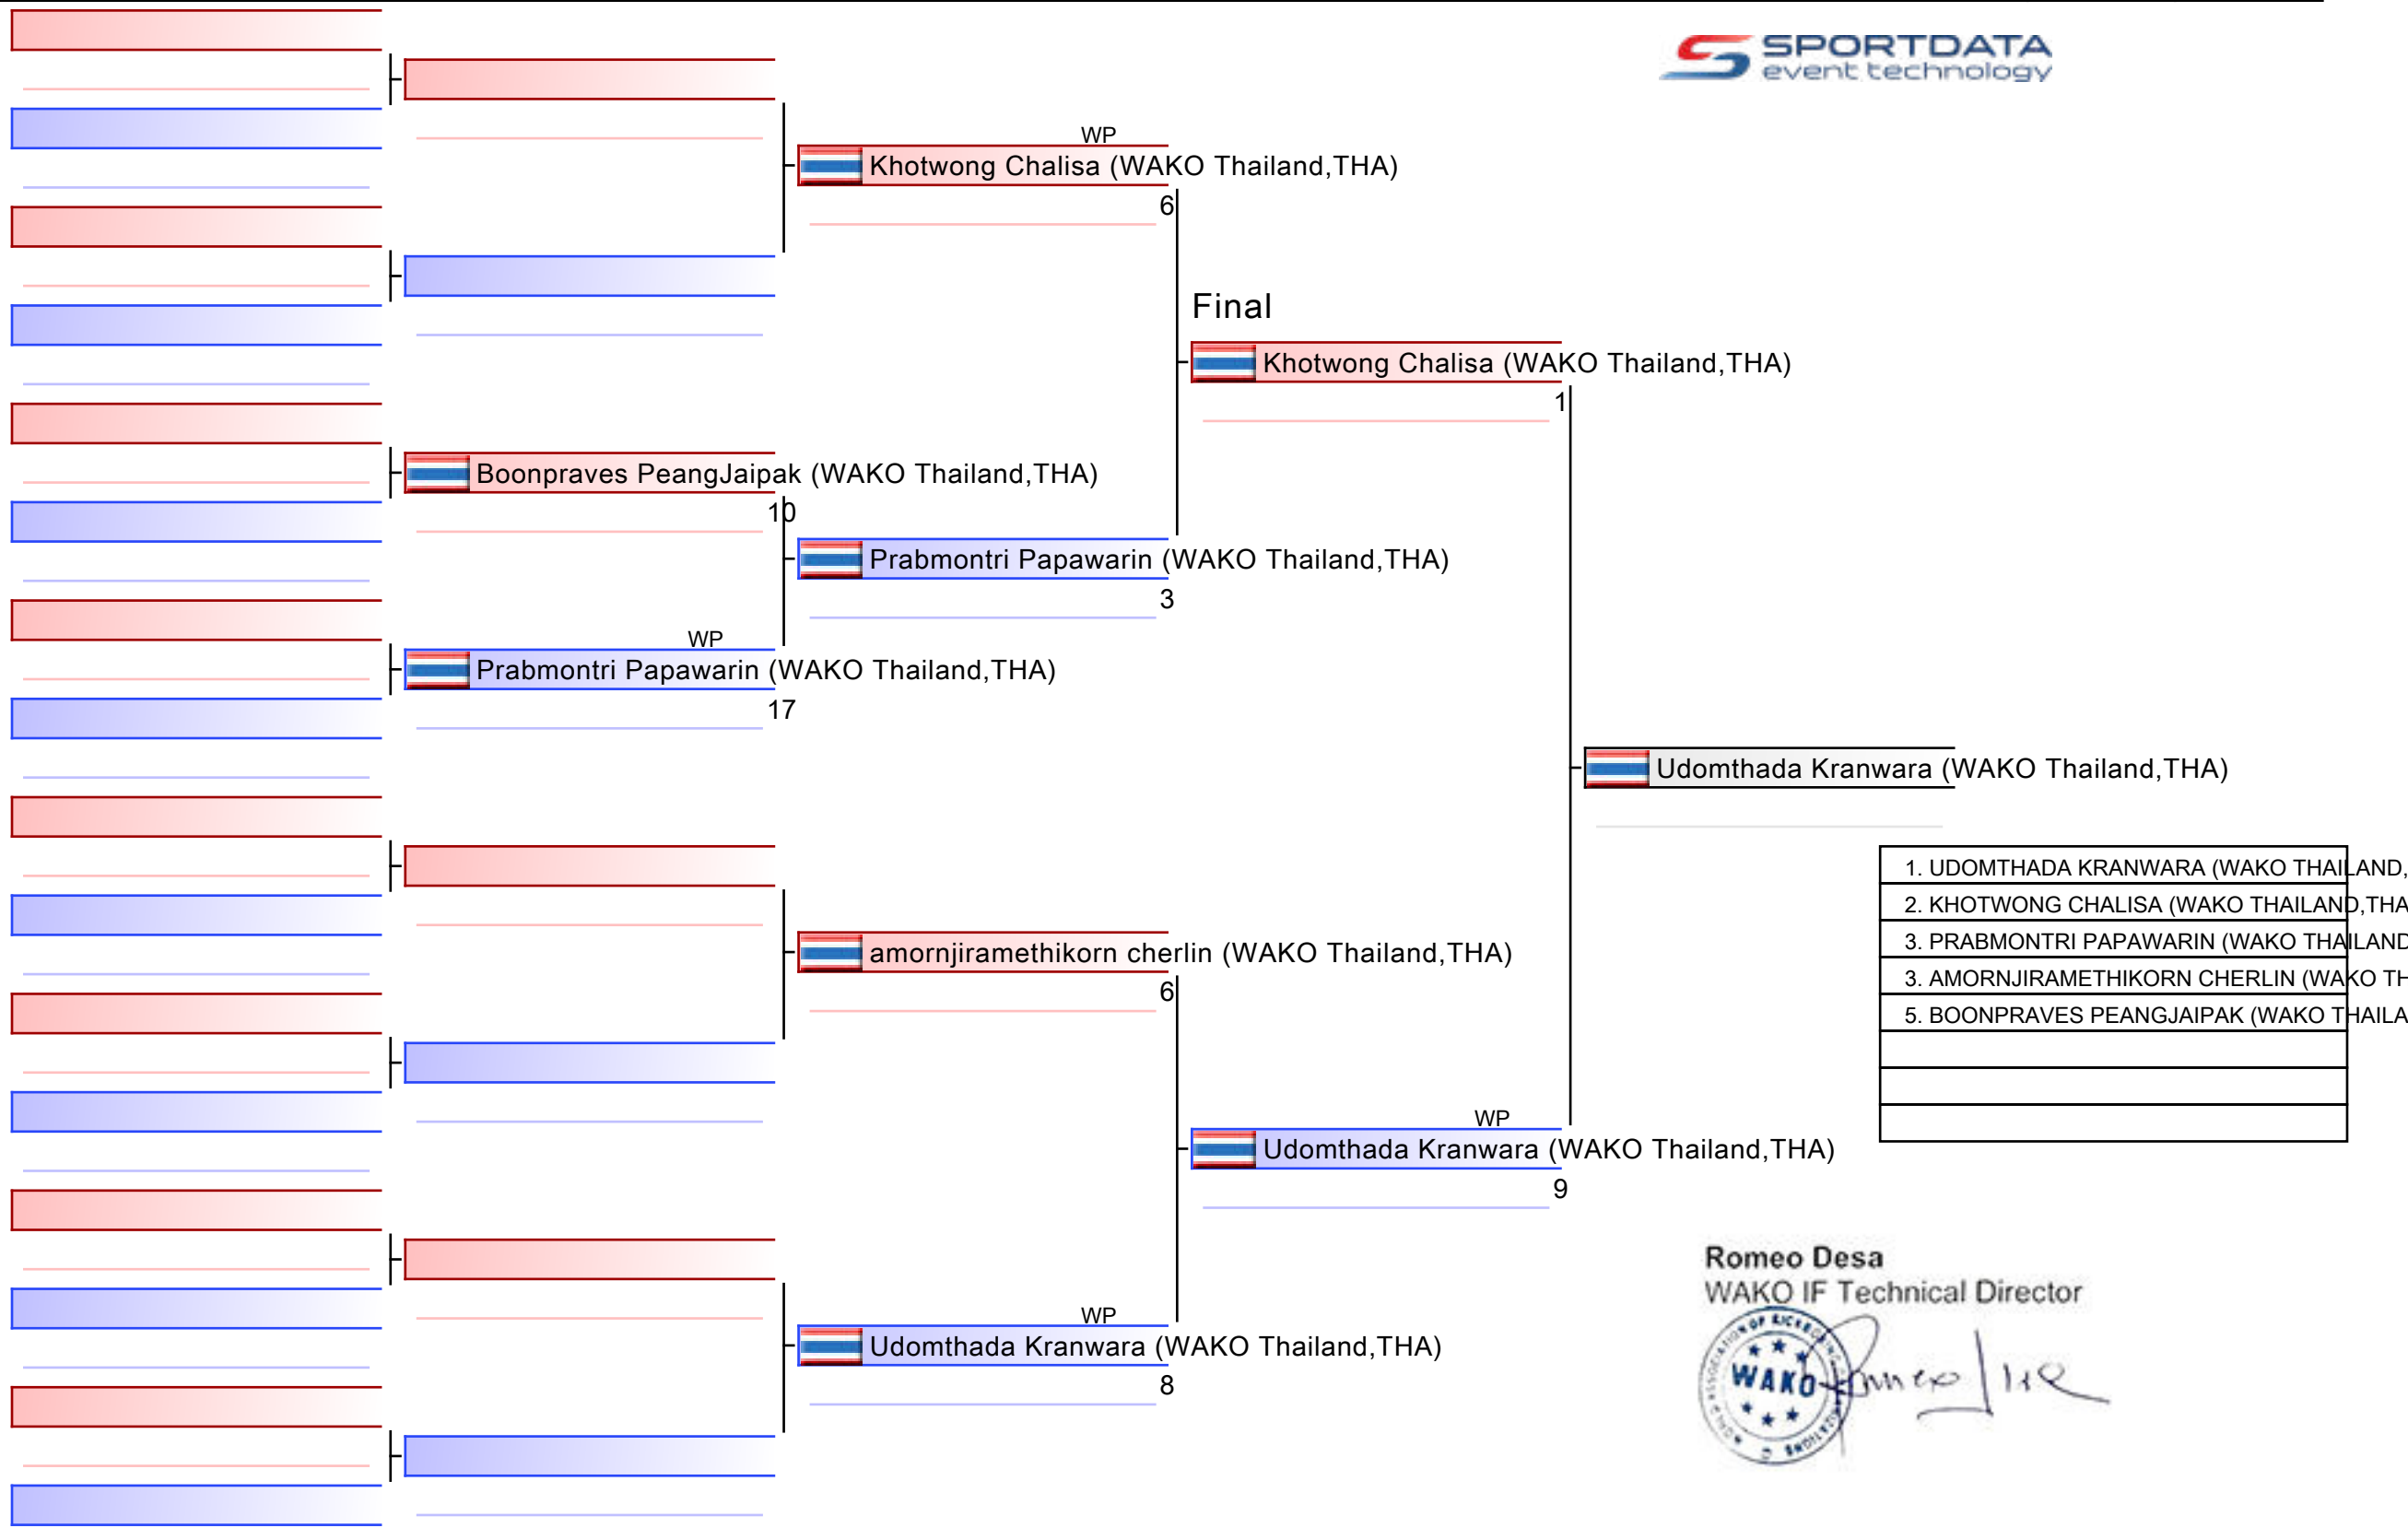 SPORTDATA
event technology
WP
Khotwong Chalisa (WAKO Thailand,THA)
6
Final
Khotwong Chalisa (WAKO Thailand,THA)
1
Boonpraves PeangJaipak (WAKO Thailand,THA)
10
Prabmontri Papawarin (WAKO Thailand,THA)
3
WP
Prabmontri Papawarin (WAKO Thailand,THA)
17
Udomthada Kranwara (WAKO Thailand,THA)
1. UDOMTHADA KRANWARA (WAKO THAILAND,
2. KHOTWONG CHALISA (WAKO THAILAND,THA
3. PRABMONTRI PAPAWARIN (WAKO THAILAND
3. AMORNJIRAMETHIKORN CHERLIN (WAKO TH
5. BOONPRAVES PEANGJAIPAK (WAKO THAILA
amornjiramethikorn cherlin (WAKO Thailand,THA)
6
WP
Udomthada Kranwara (WAKO Thailand,THA)
9
WP
Udomthada Kranwara (WAKO Thailand,THA)
8
Romeo Desa
WAKO IF Technical Director
WAKO